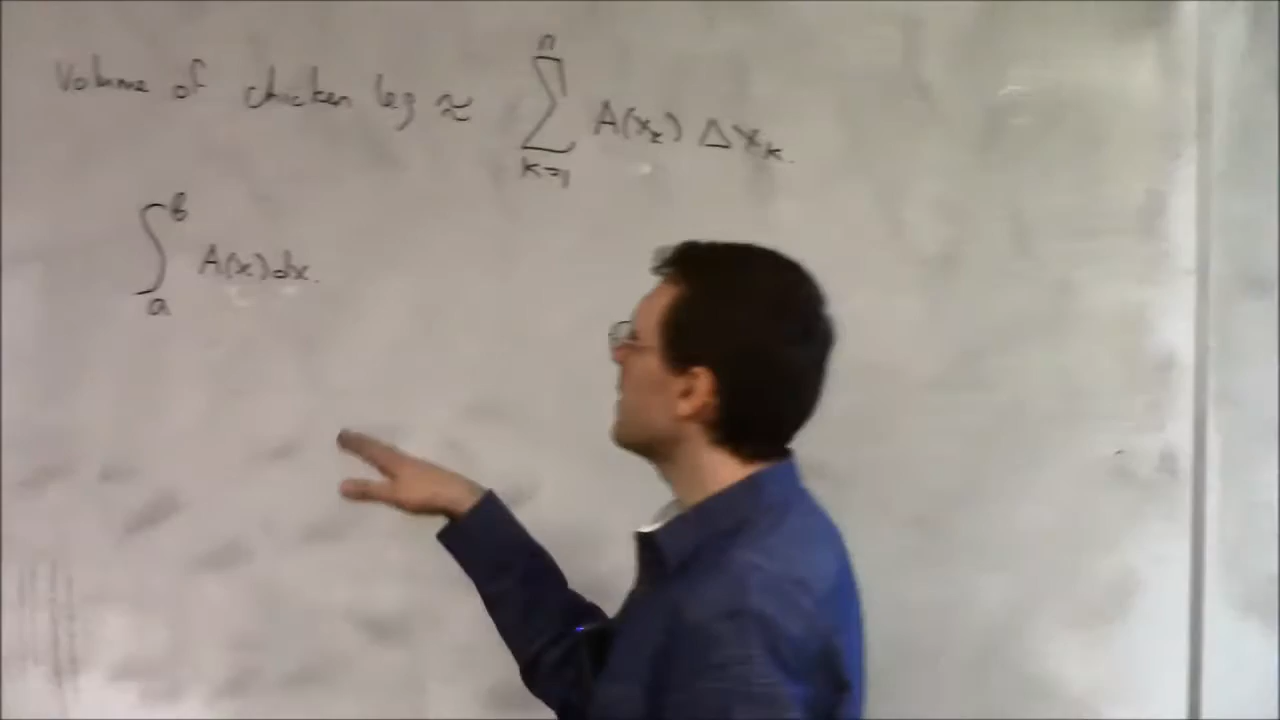 Volume of chicken leg ≈ n ∑ k=1 A(x_k) Δx_k.
∫_a^b A(x)dx.